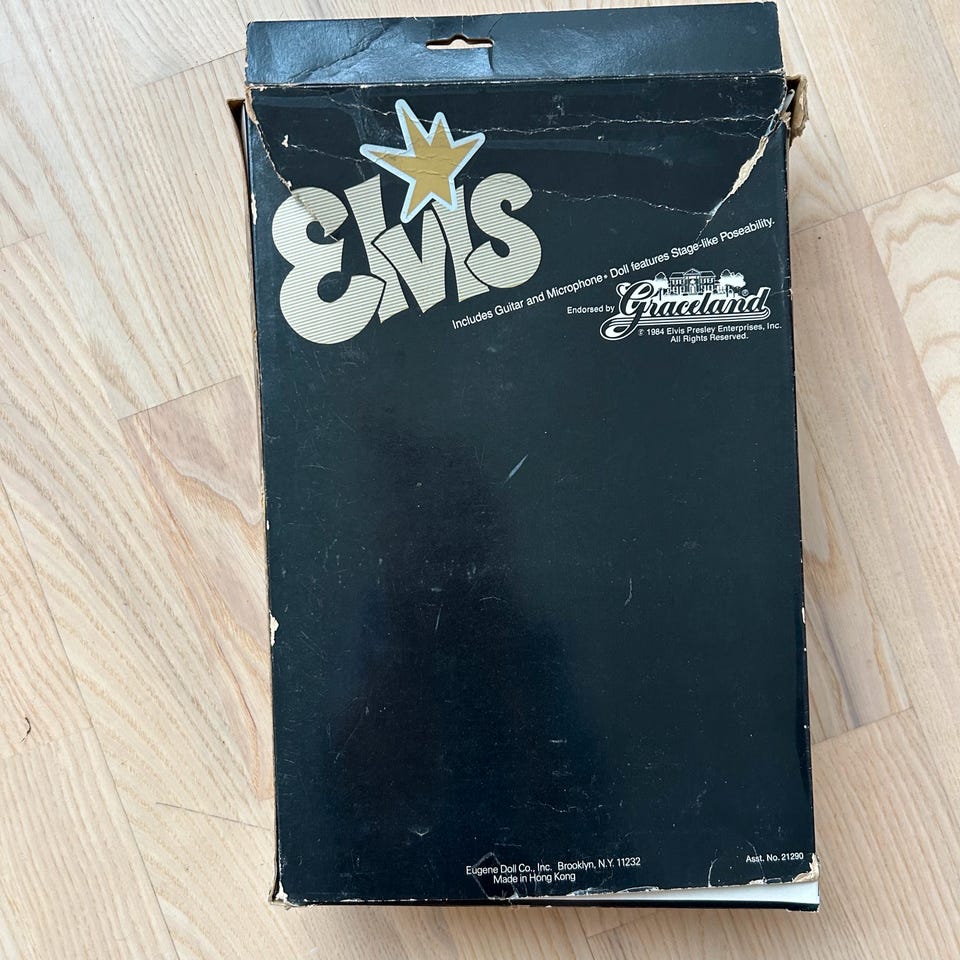 Elvis
Includes Guitar and Microphone • Doll features Stage-like Poseability.
Endorsed by Graceland®
© 1984 Elvis Presley Enterprises, Inc.
All Rights Reserved.
Eugene Doll Co., Inc. Brooklyn, N.Y. 11232
Made in Hong Kong
Asst. No. 21290